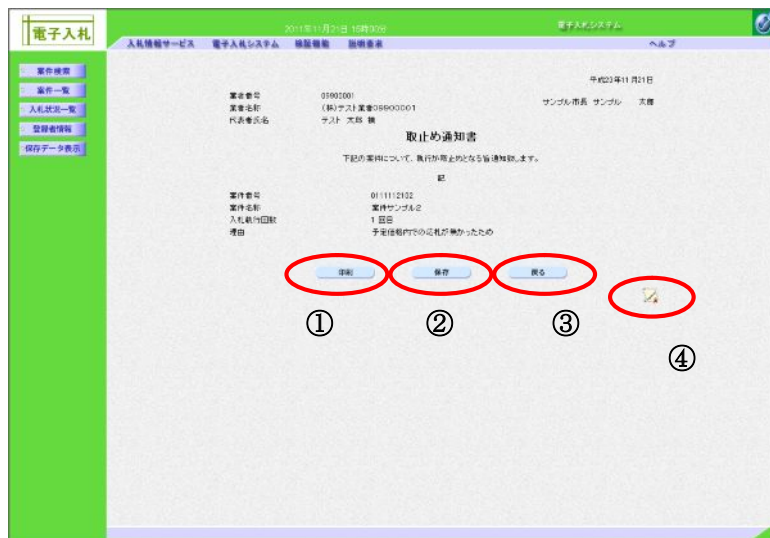 電子入札
2011年11月21日 15時30分
電子入札システム
入札情報サービス 電子入札システム 検証機能 説明要求 ヘルプ
案件検索
案件一覧
入札状況一覧
登録者情報
保存データ表示
平成23年11月21日
業者番号 09900001
業者名称 (株)テスト業者09900001
代表者氏名 テスト 太郎 様
サンプル市長 サンプル 太郎
取止め通知書
下記の案件について、執行が取止めとなる旨通知致します。
記
案件番号 0111112102
案件名称 案件サンプル2
入札執行回数 1 回目
理由 予定価格内での応札が無かったため
印刷 保存 戻る
① ② ③
④